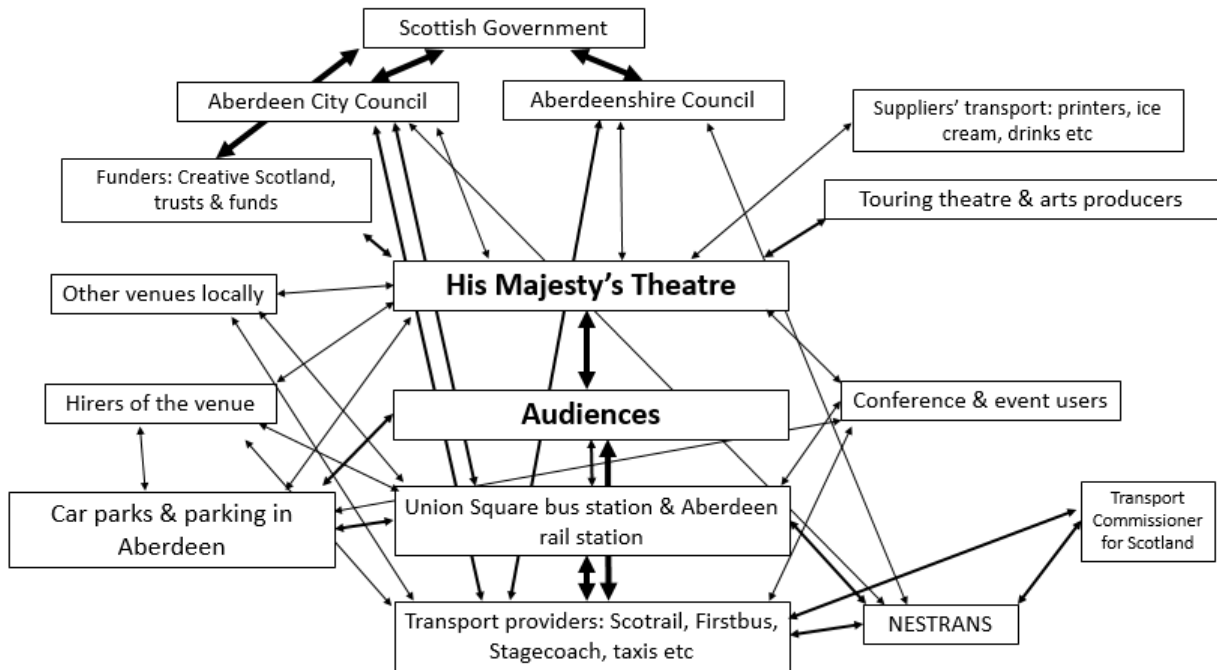 Scottish Government
Aberdeen City Council
Aberdeenshire Council
Suppliers’ transport: printers, ice
cream, drinks etc
Funders: Creative Scotland,
trusts & funds
Touring theatre & arts producers
His Majesty’s Theatre
Other venues locally
Hirers of the venue
Audiences
Conference & event users
Car parks & parking in
Aberdeen
Union Square bus station & Aberdeen
rail station
Transport
Commissioner
for Scotland
Transport providers: Scotrail, Firstbus,
Stagecoach, taxis etc
NESTRANS